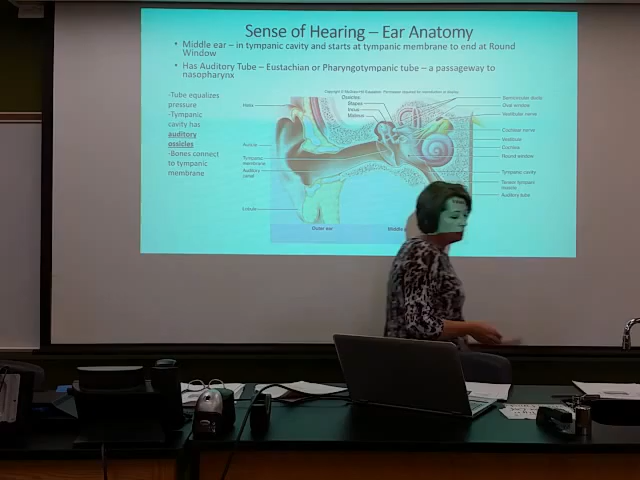 Sense of Hearing – Ear Anatomy
• Middle ear – in tympanic cavity and starts at tympanic membrane to end at Round
Window
• Has Auditory Tube – Eustachian or Pharyngotympanic tube – a passageway to
nasopharynx
-Tube equalizes
pressure
-Tympanic
cavity has
auditory
ossicles
-Bones connect
to tympanic
membrane
Ossicles:
Stapes
Incus
Malleus
Helix
Auricle
Tympanic
membrane
Auditory
canal
Lobule
Outer ear
Middle
Semicircular ducts
Oval window
Vestibular nerve
Cochlear nerve
Vestibule
Cochlea
Round window
Tympanic cavity
Tensor tympani
muscle
Auditory tube